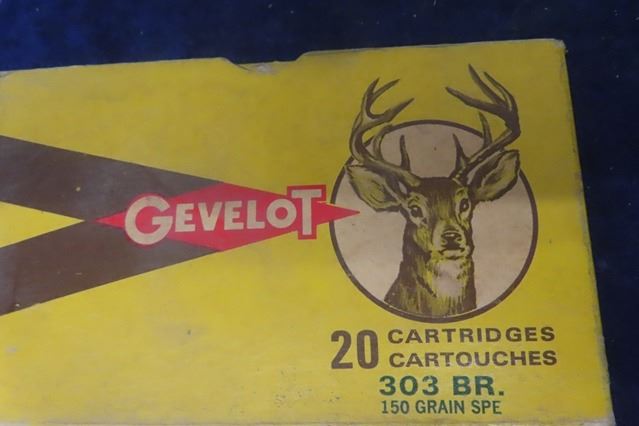 GEVELOT
20 CARTRIDGES
CARTOUCHES
303 BR.
150 GRAIN SPE